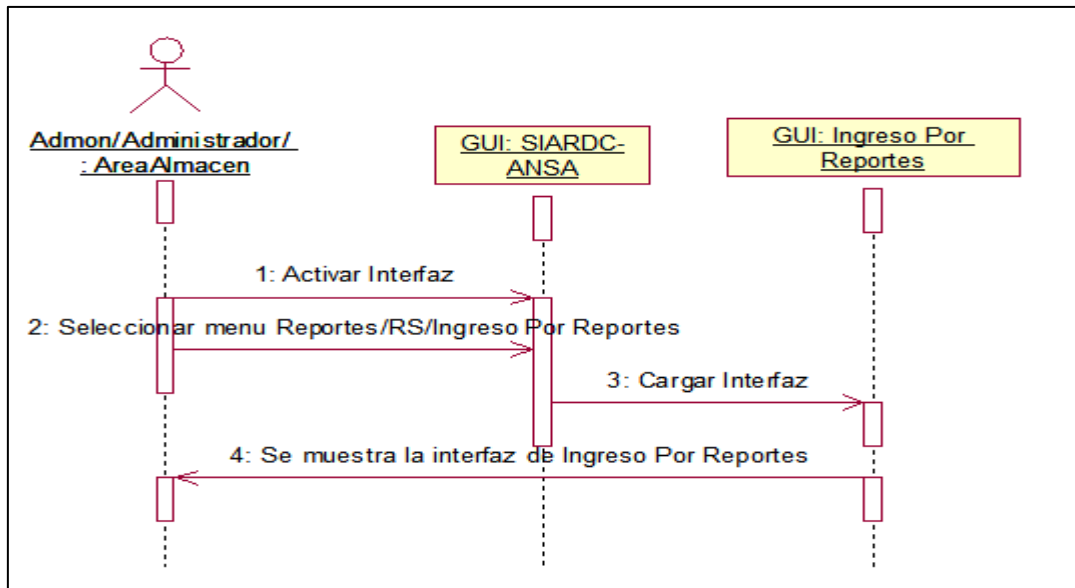 Admon/Administrador/
: AreaAlmacen
GUI: SIARDC-
ANSA
GUI: Ingreso Por
Reportes
1: Activar Interfaz
2: Seleccionar menu Reportes/RS/Ingreso Por Reportes
3: Cargar Interfaz
4: Se muestra la interfaz de Ingreso Por Reportes